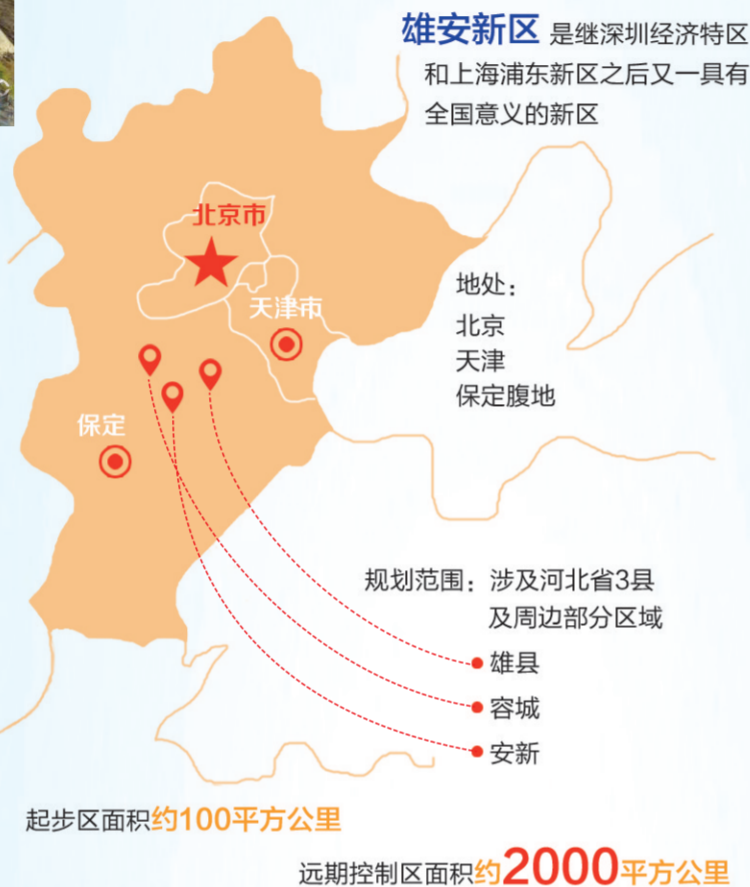 雄安新区 是继深圳经济特区
和上海浦东新区之后又一具有
全国意义的新区
北京市
天津市
保定
地处：
北京
天津
保定腹地
规划范围：涉及河北省3县
及周边部分区域
雄县
容城
安新
起步区面积约100平方公里
远期控制区面积约2000平方公里